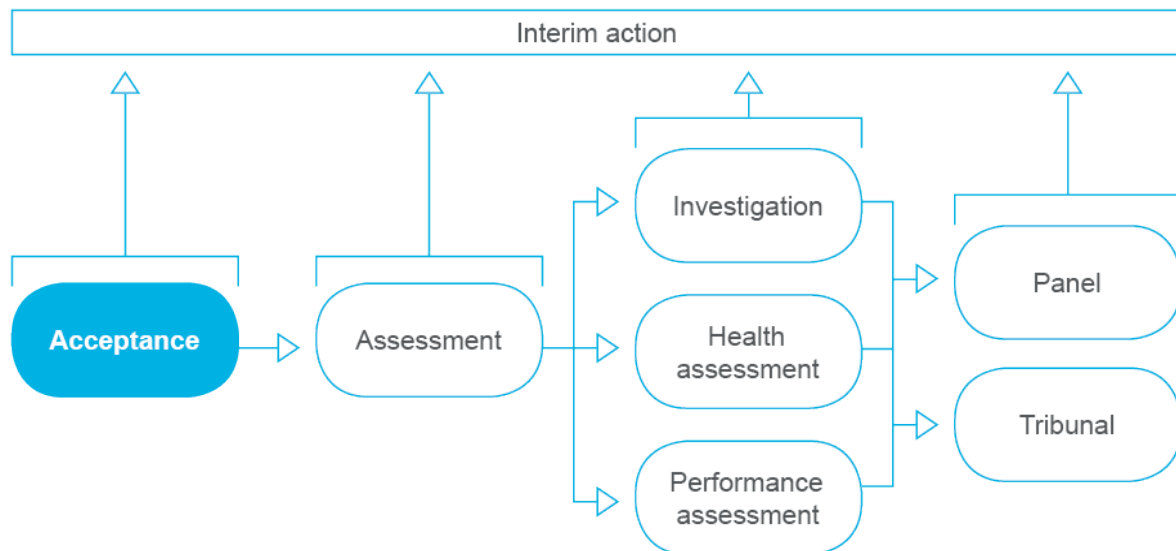 Interim action
Acceptance
Assessment
Investigation
Health
assessment
Performance
assessment
Panel
Tribunal